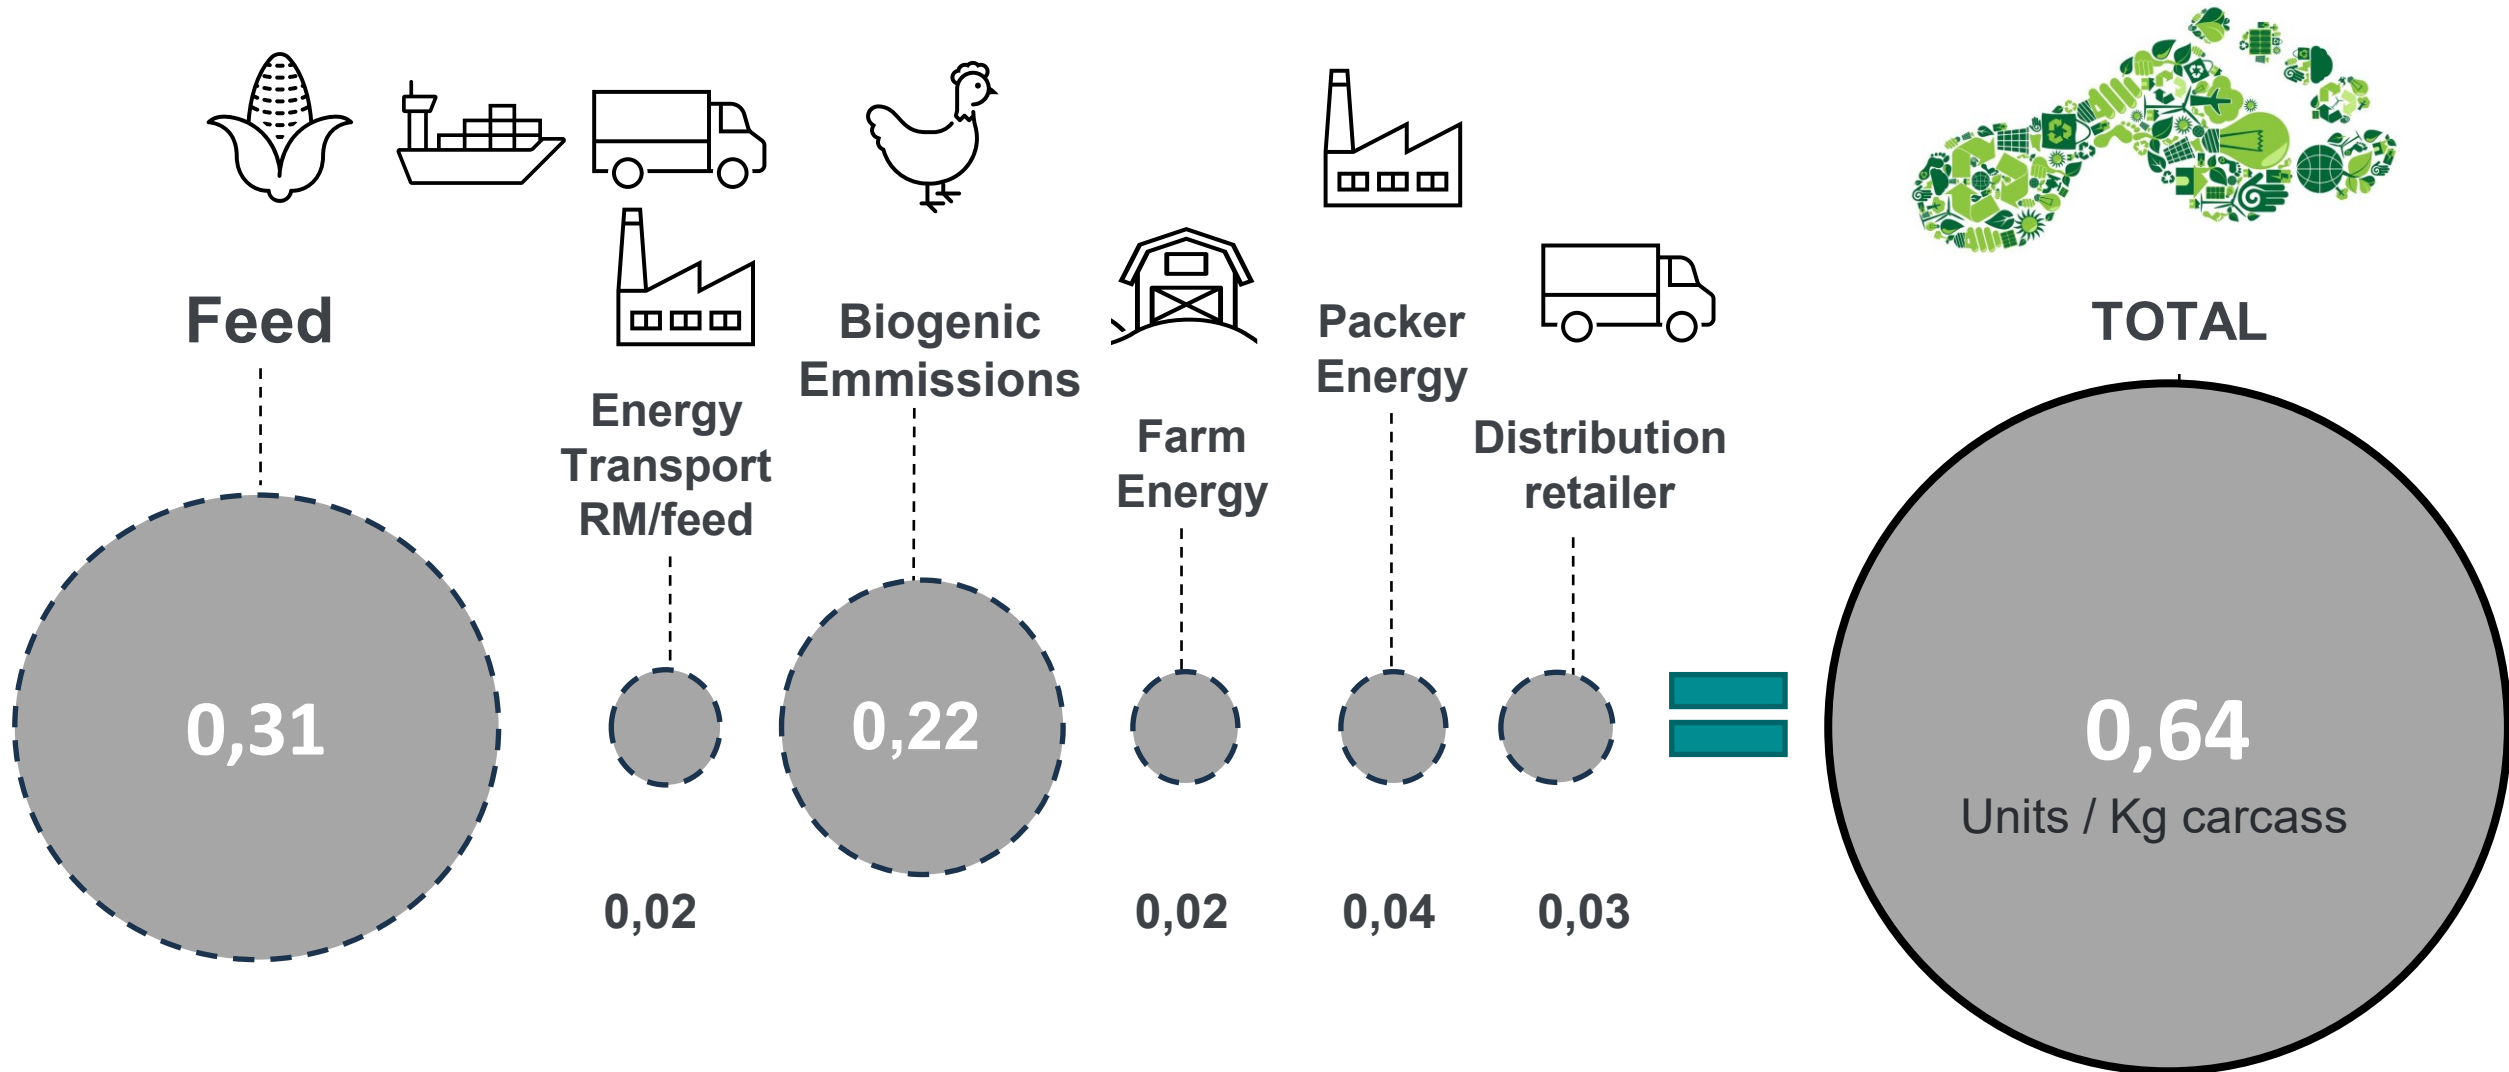 Feed
Energy
Transport
RM/feed
Biogenic
Emmissions
Farm
Energy
Packer
Energy
Distribution
retailer
TOTAL
0,31
0,02
0,22
0,02
0,04
0,03
0,64
Units / Kg carcass